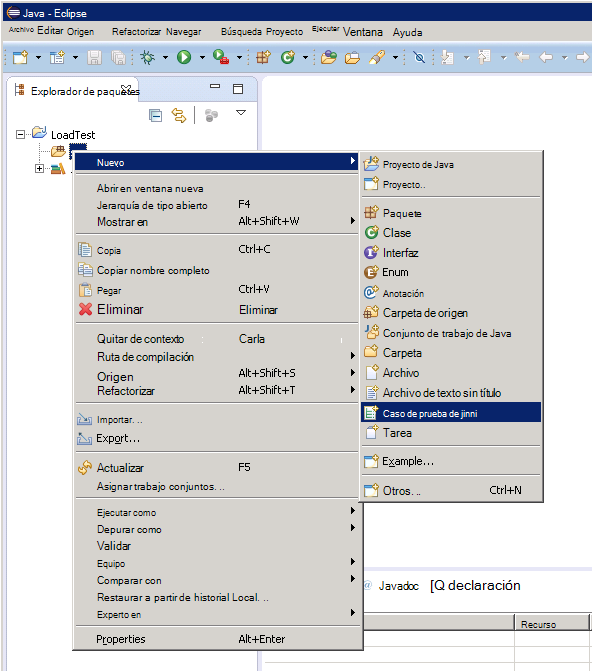 Java - Eclipse
Archivo Editar Origen Refactorizar Navegar Búsqueda Proyecto Ejecutar Ventana Ayuda
Explorador de paquetes
LoadTest
Nuevo
Abrir en ventana nueva
Jerarquía de tipo abierto F4
Mostrar en Alt+Shift+W
Copia Ctrl+C
Copiar nombre completo
Pegar Ctrl+V
Eliminar Eliminar
Quitar de contexto Carla
Ruta de compilación
Origen Alt+Shift+S
Refactorizar Alt+Shift+T
Importar. . .
Export...
Actualizar F5
Asignar trabajo conjuntos. . .
Ejecutar como
Depurar como
Validar
Equipo
Comparar con
Restaurar a partir de historial Local. . .
Experto en
Properties Alt+Enter
Proyecto de Java
Proyecto..
Paquete
Clase
Interfaz
Enum
Anotación
Carpeta de origen
Conjunto de trabajo de Java
Carpeta
Archivo
Archivo de texto sin título
Caso de prueba de jinni
Tarea
Example...
Otros. . . Ctrl+N
@ Javadoc [Q declaración
Recurso